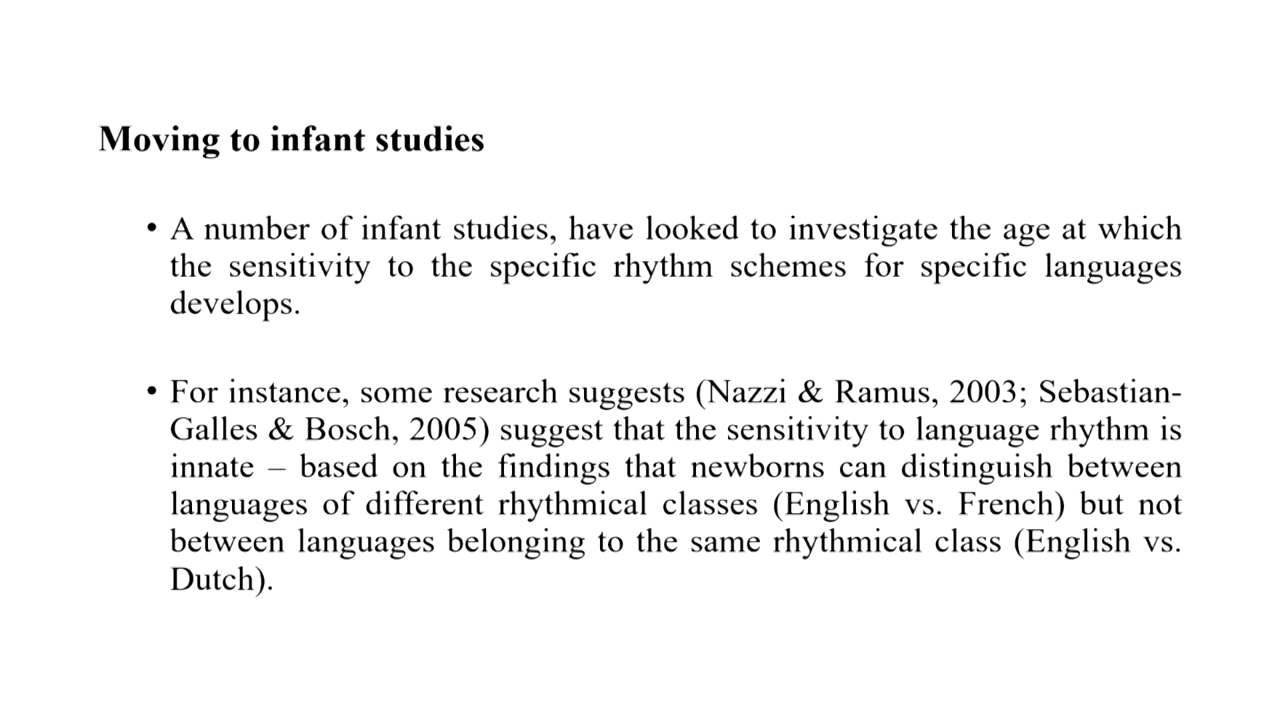 Moving to infant studies
• A number of infant studies, have looked to investigate the age at which
the sensitivity to the specific rhythm schemes for specific languages
develops.
• For instance, some research suggests (Nazzi & Ramus, 2003; Sebastian-
Galles & Bosch, 2005) suggest that the sensitivity to language rhythm is
innate – based on the findings that newborns can distinguish between
languages of different rhythmical classes (English vs. French) but not
between languages belonging to the same rhythmical class (English vs.
Dutch).